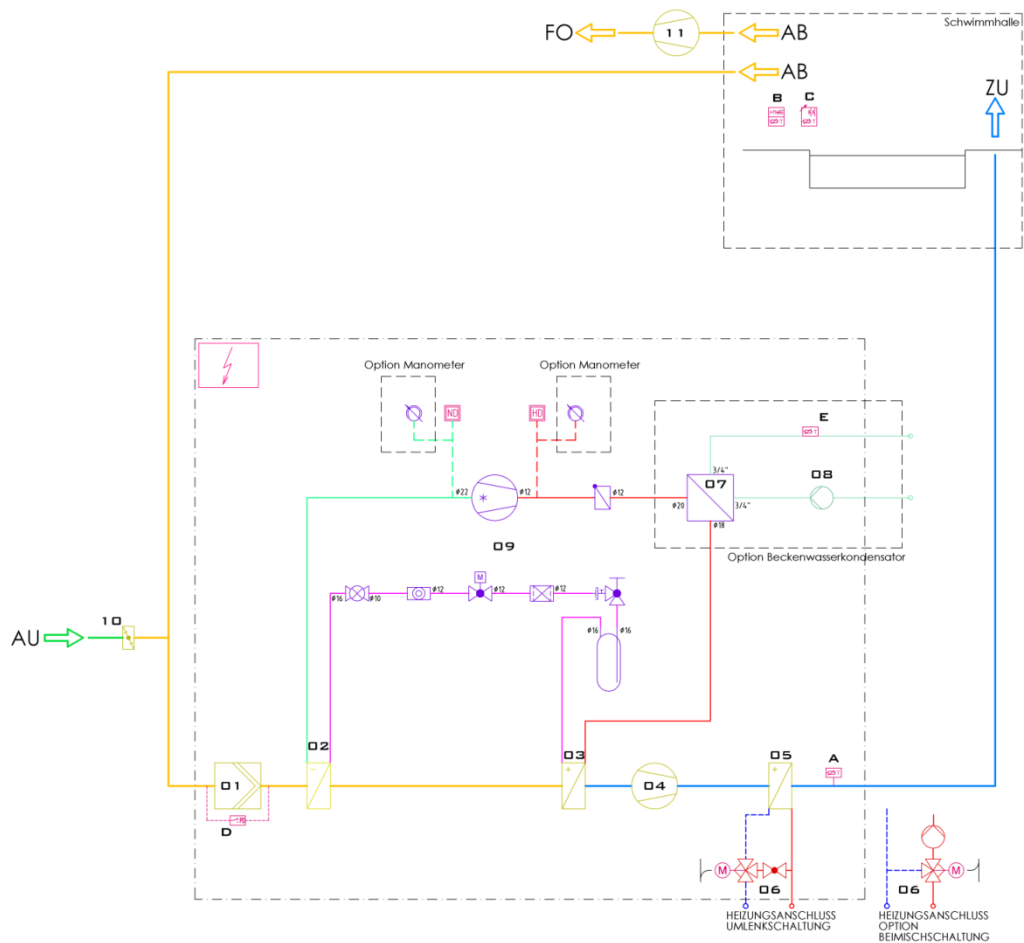 Schwimmhalle
FO
11
AB
AB
ZU
B
C
Option Manometer
Option Manometer
ND
HD
E
3/4"
07
08
ø22
ø12
ø12
ø20
3/4"
ø18
09
Option Beckenwasserkondensator
M
ø16
ø10
ø12
ø12
ø12
10
AU
ø16
ø16
02
03
05
A
01
04
D
M
06
06
M
HEIZUNGSANSCHLUSS
UMLENKSCHALTUNG
HEIZUNGSANSCHLUSS
OPTION
BEIMISCHSCHALTUNG